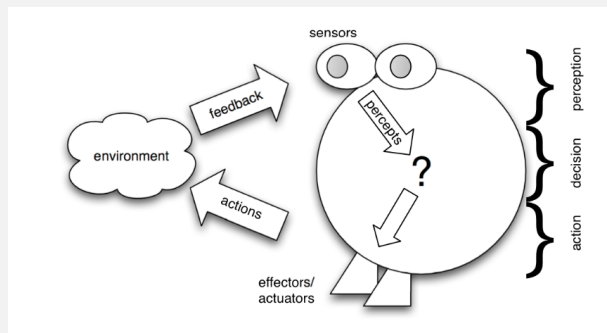 sensors
feedback
percepts
perception
environment
?
decision
actions
action
effectors/
actuators